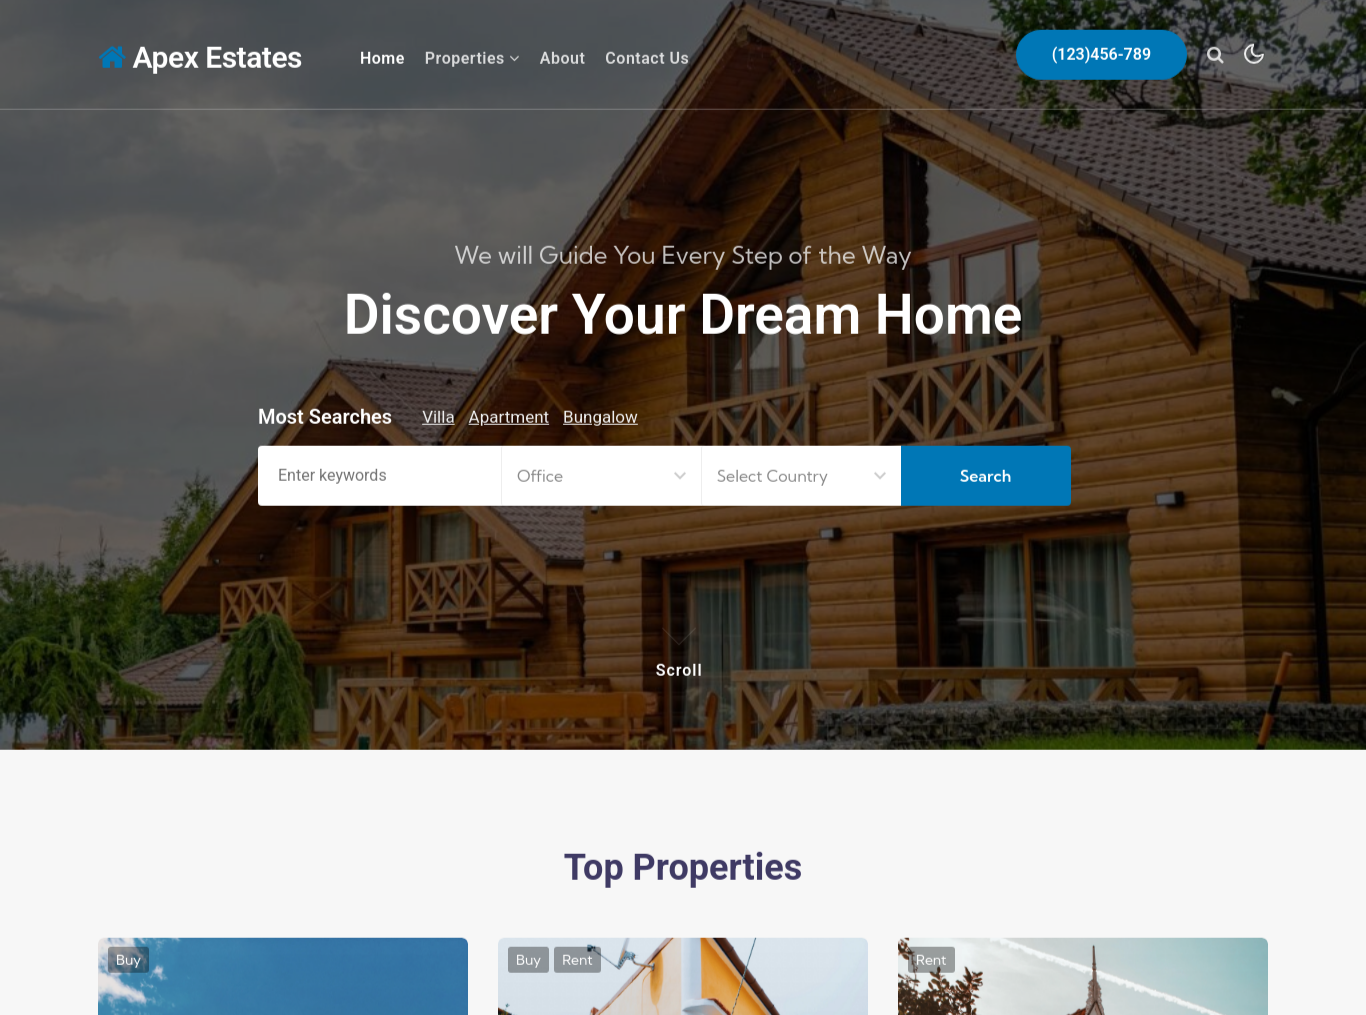 Apex Estates
Home
Properties
About
Contact Us
(123)456-789
We will Guide You Every Step of the Way
Discover Your Dream Home
Most Searches
Villa
Apartment
Bungalow
Enter keywords
Office
Select Country
Search
Scroll
Top Properties
Buy
Buy
Rent
Rent